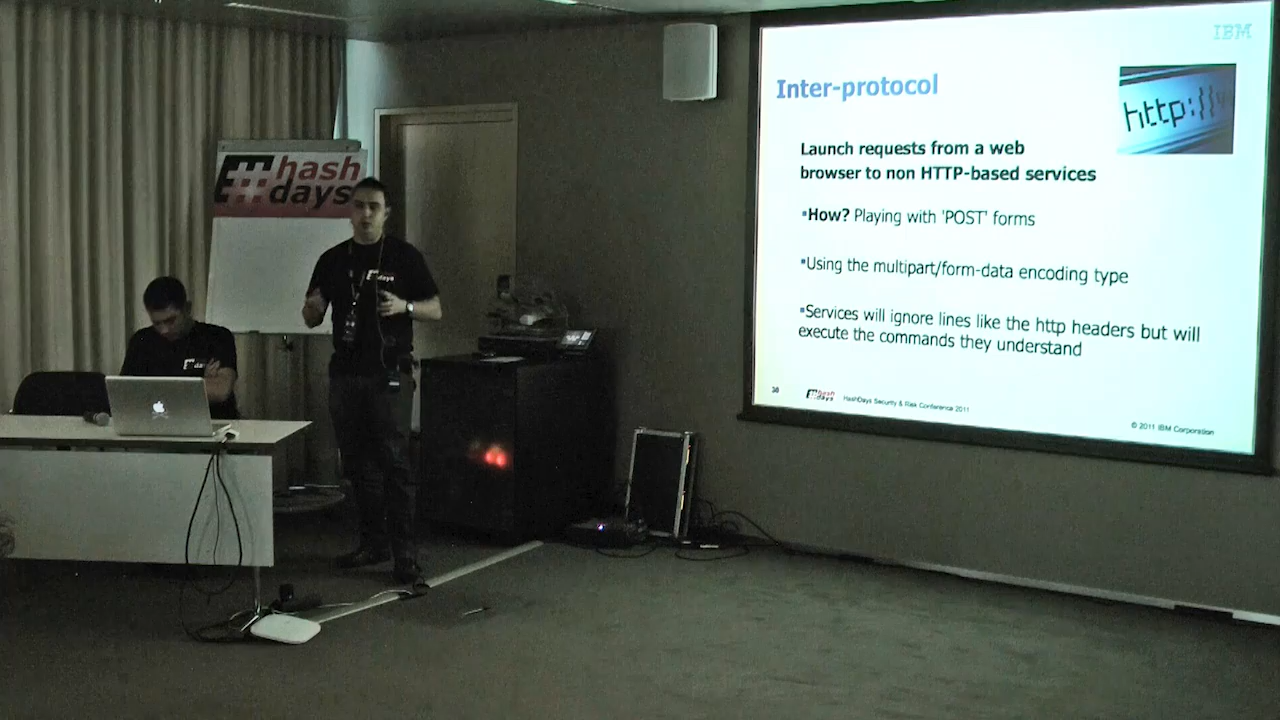 IBM
Inter-protocol
http://
Launch requests from a web
browser to non HTTP-based services
▪How? Playing with 'POST' forms
▪Using the multipart/form-data encoding type
▪Services will ignore lines like the http headers but will
execute the commands they understand
38
hash
days
HashDays Security & Risk Conference 2011
© 2011 IBM Corporation
hash
days
days